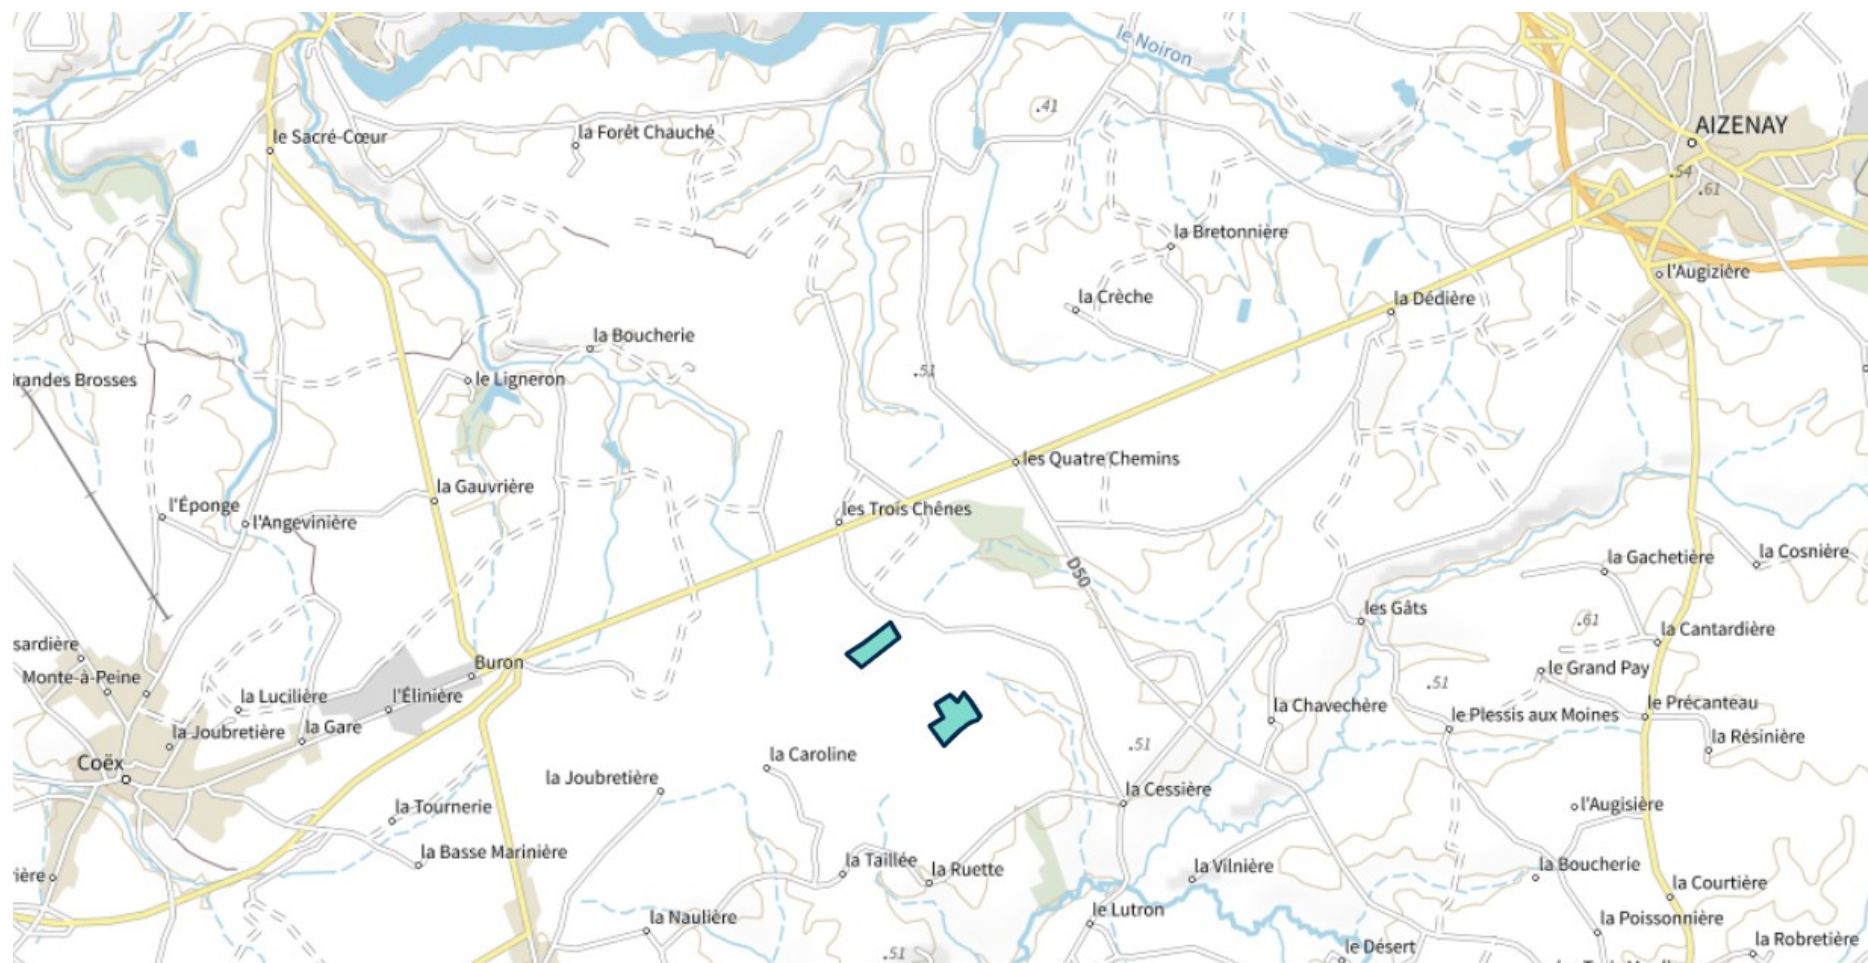 le Noiron
.41
AIZENAY
le Sacré-Cœur
la Forêt Chauché
.54
.61
la Bretonnière
l'Augizière
la Crèche
la Dédière
la Boucherie
.51
randes Brosses
le Ligneron
les Quatre Chemins
la Gauvrière
l'Éponge
l'Angevinière
les Trois Chênes
D50
la Gachetière
la Cosnière
les Gâts
.61
la Cantardière
sardière
Buron
Monte-à-Peine
le Grand Pay
.51
l'Élinière
la Lucilière
la Chavechère
le Précanteau
le Plessis aux Moines
la Gare
la Joubretière
la Résinière
.51
la Caroline
Coëx
la Joubretière
la Cessière
la Tournerie
l'Augisière
la Basse Marinière
la Taillée
la Ruette
la Vilnière
la Boucherie
ière
la Courtière
le Lutron
la Naulière
la Poissonnière
la Robretière
le Désert
.51